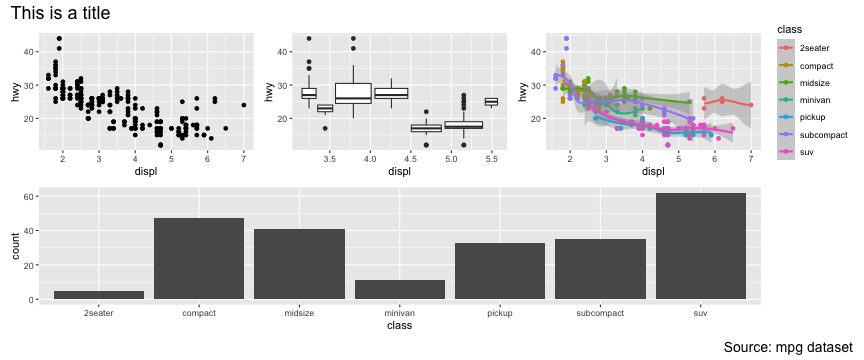 This is a title
hwy
40
30
20
2 3 4 5 6 7
displ
hwy
40
30
20
3.5 4.0 4.5 5.0 5.5
displ
hwy
40
30
20
2 3 4 5 6 7
displ
class
2seater
compact
midsize
minivan
pickup
subcompact
suv
count
60
40
20
0
2seater compact midsize minivan pickup subcompact suv
class
Source: mpg dataset